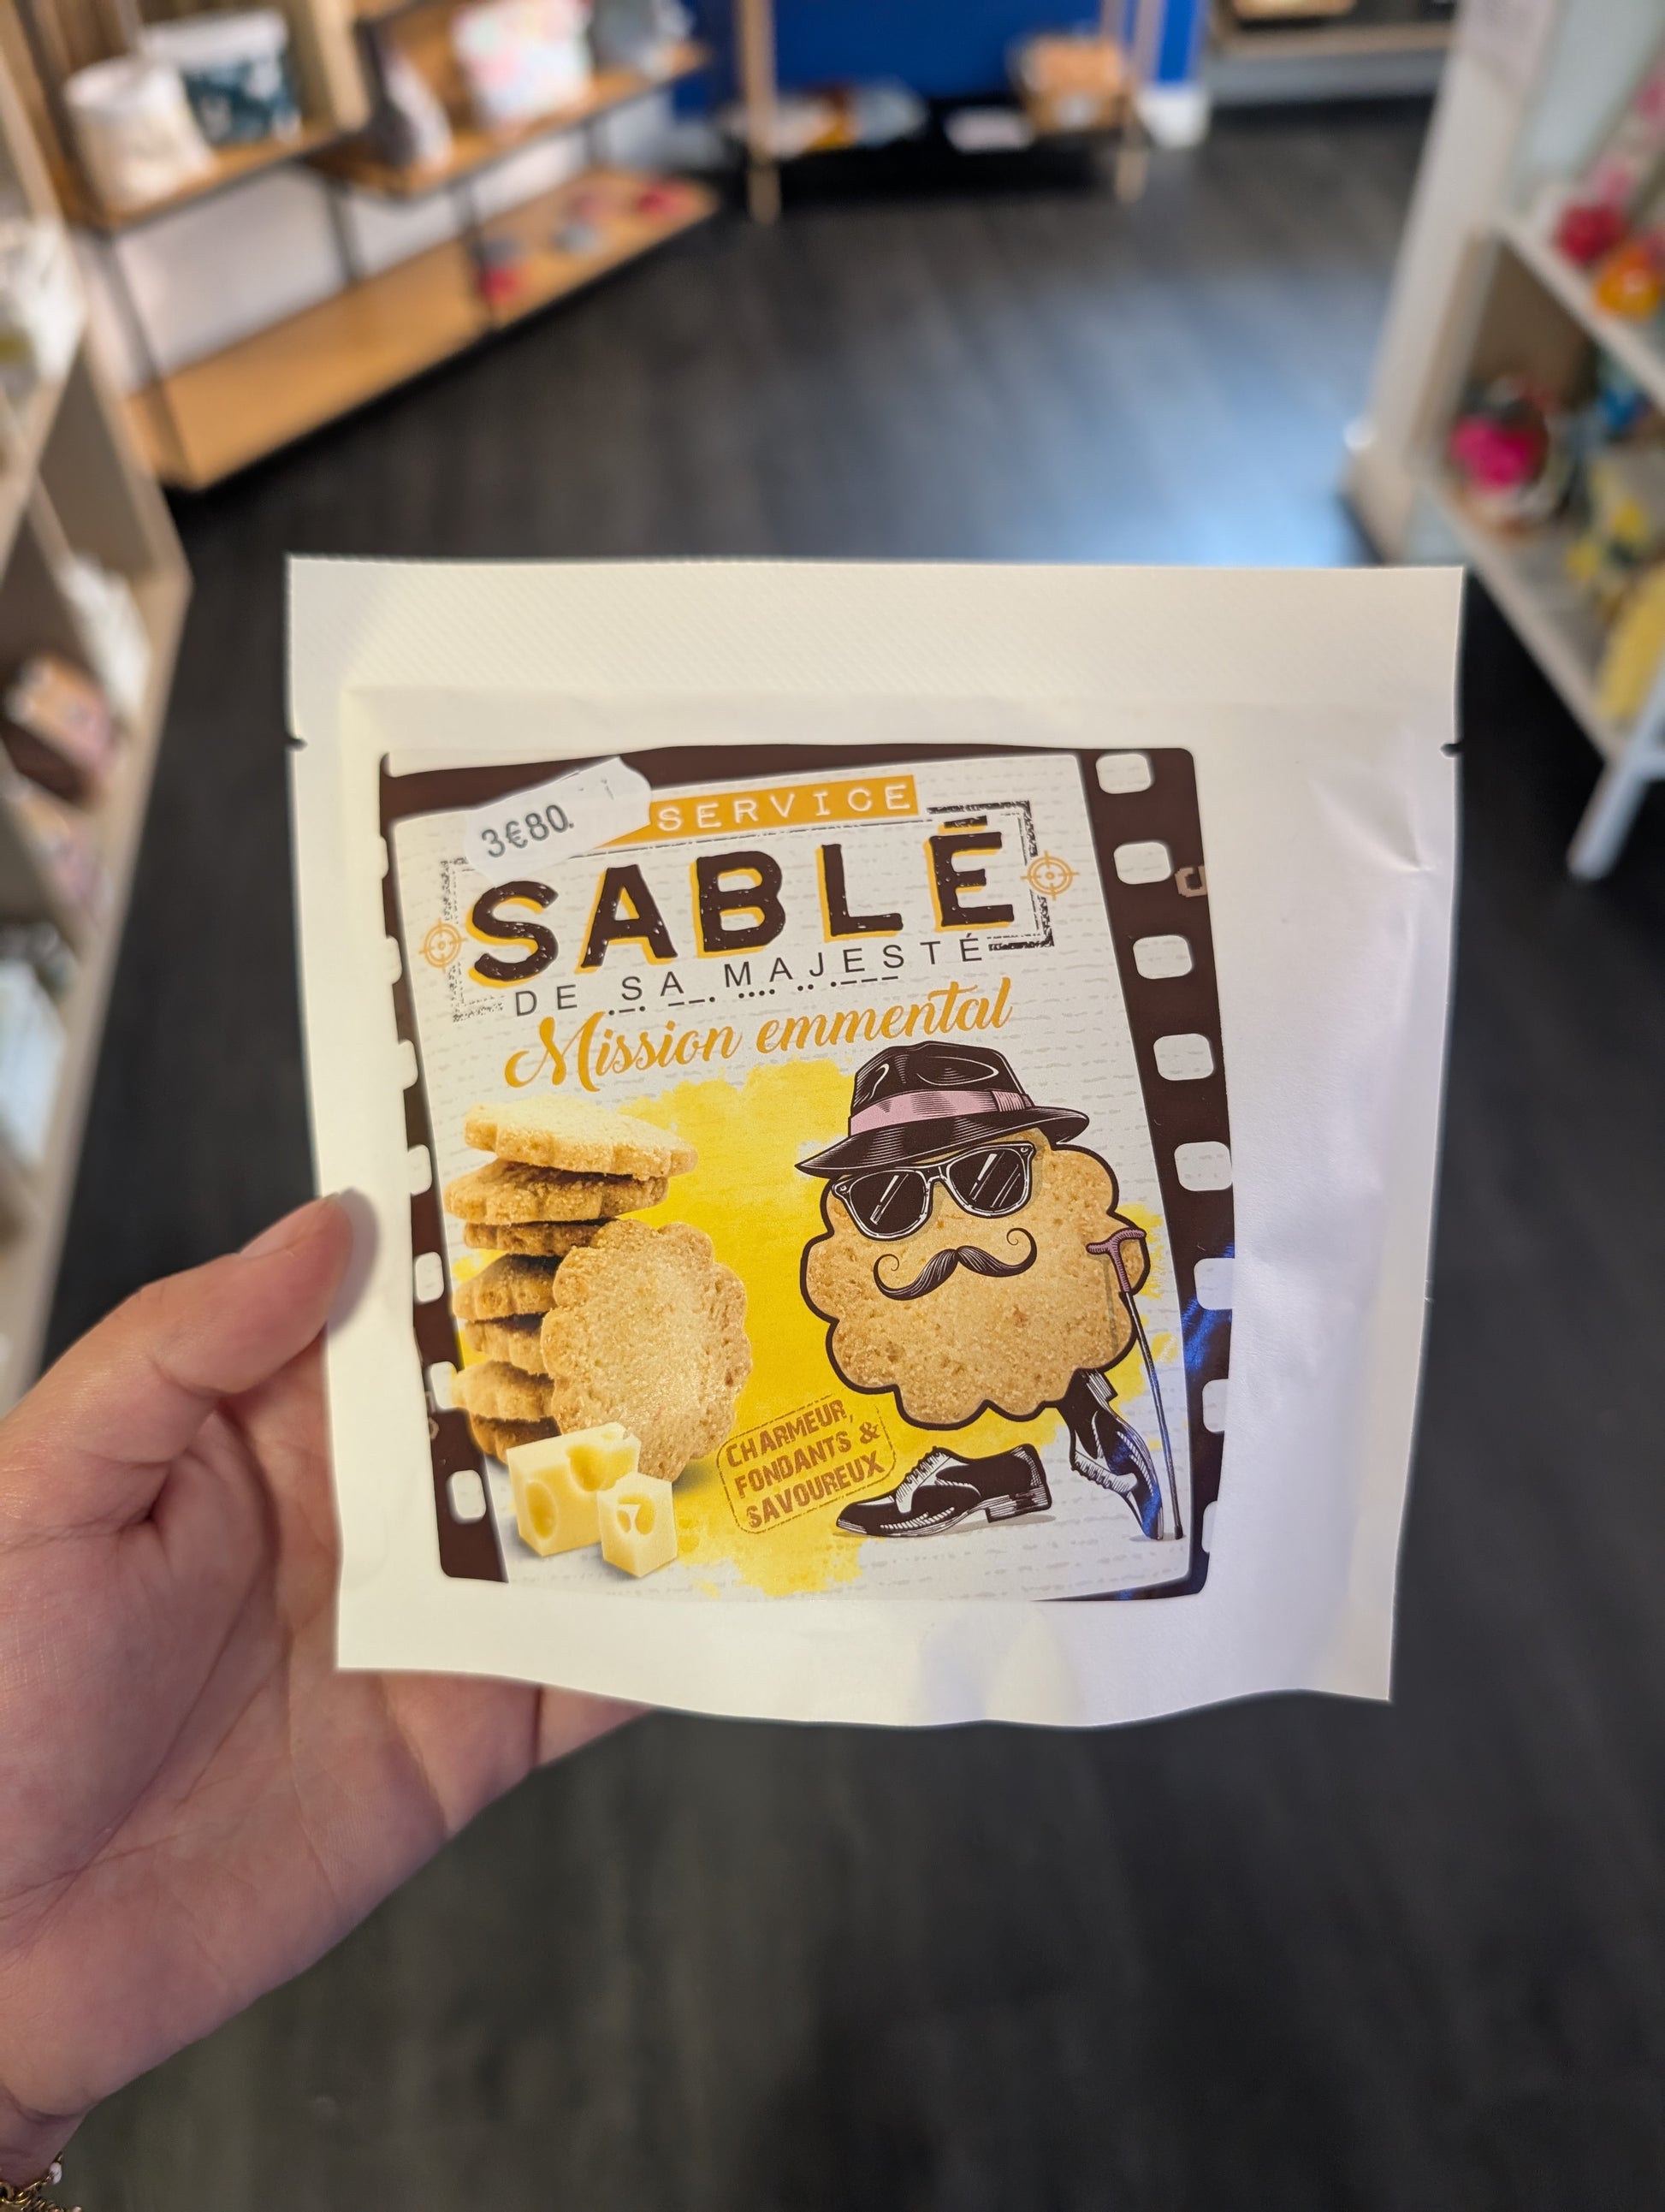 3€80.
SERVICE
SABLÉ
DE SA MAJESTÉ
Mission emmental
CHARMEUR,
FONDANTS &
SAVOUREUX